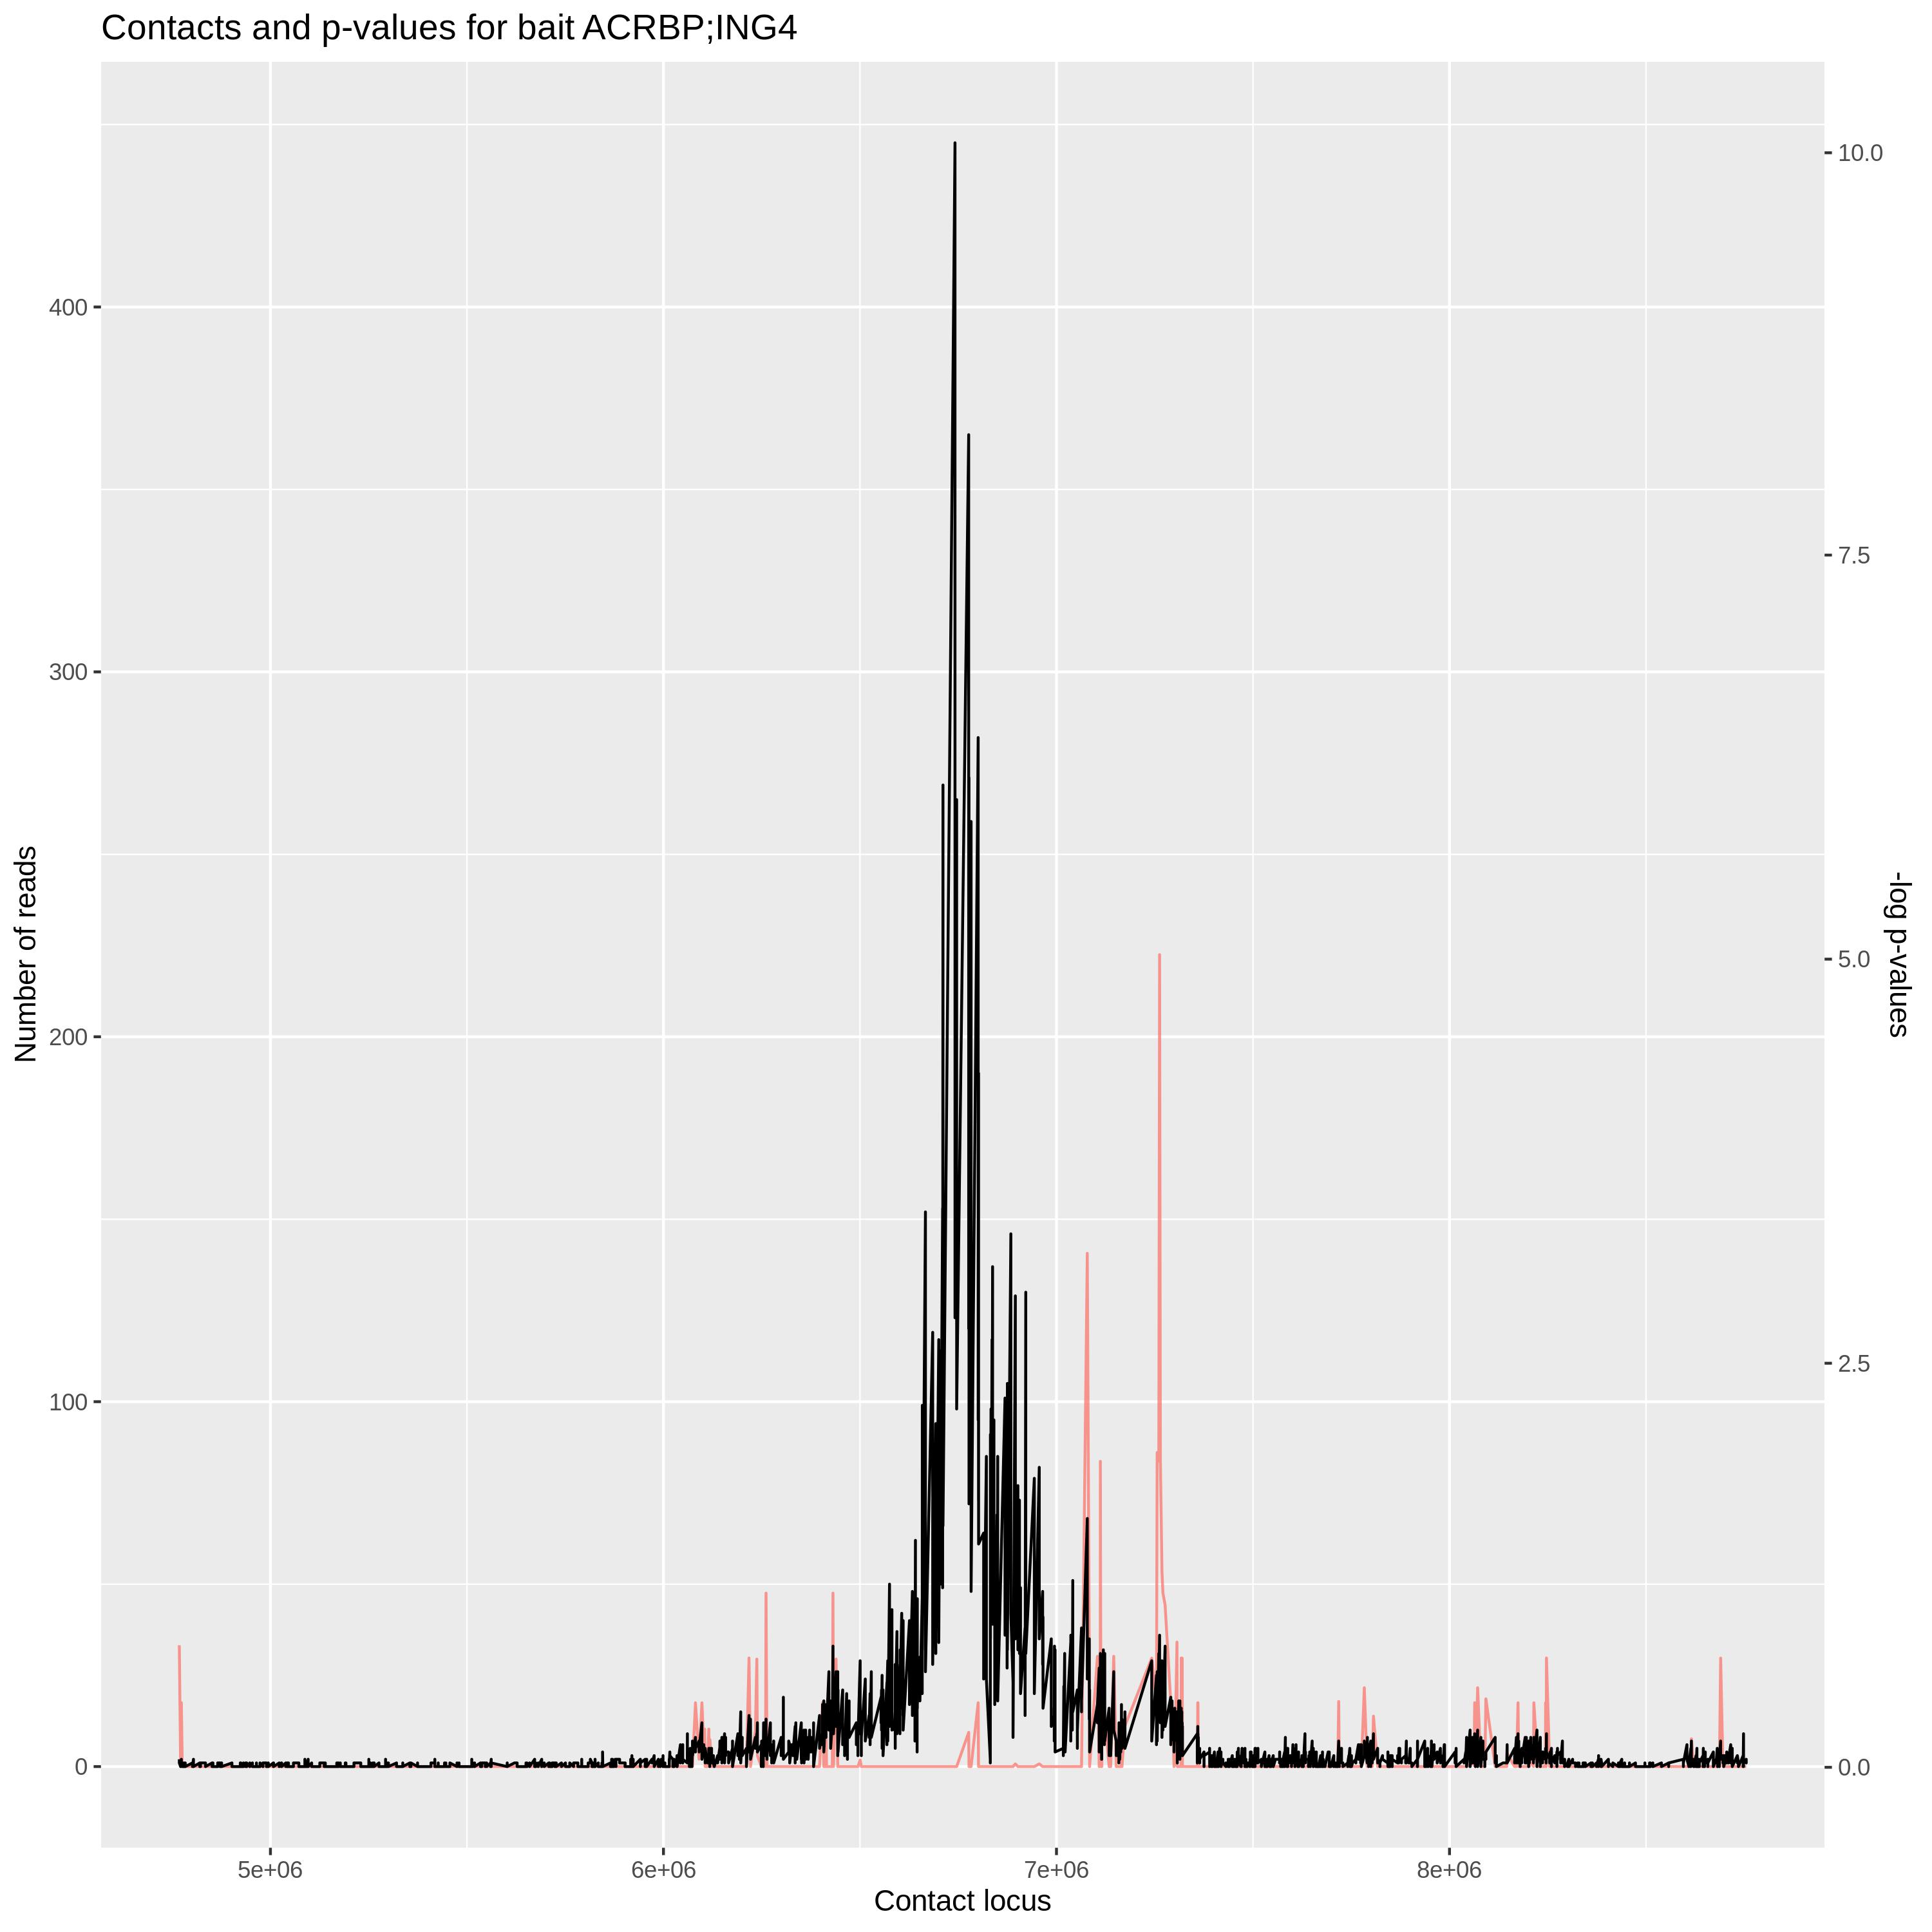 Contacts and p-values for bait ACRBP;ING4
400
300
200
100
0
Number of reads
10.0
7.5
5.0
2.5
0.0
-log p-values
5e+06
6e+06
7e+06
8e+06
Contact locus